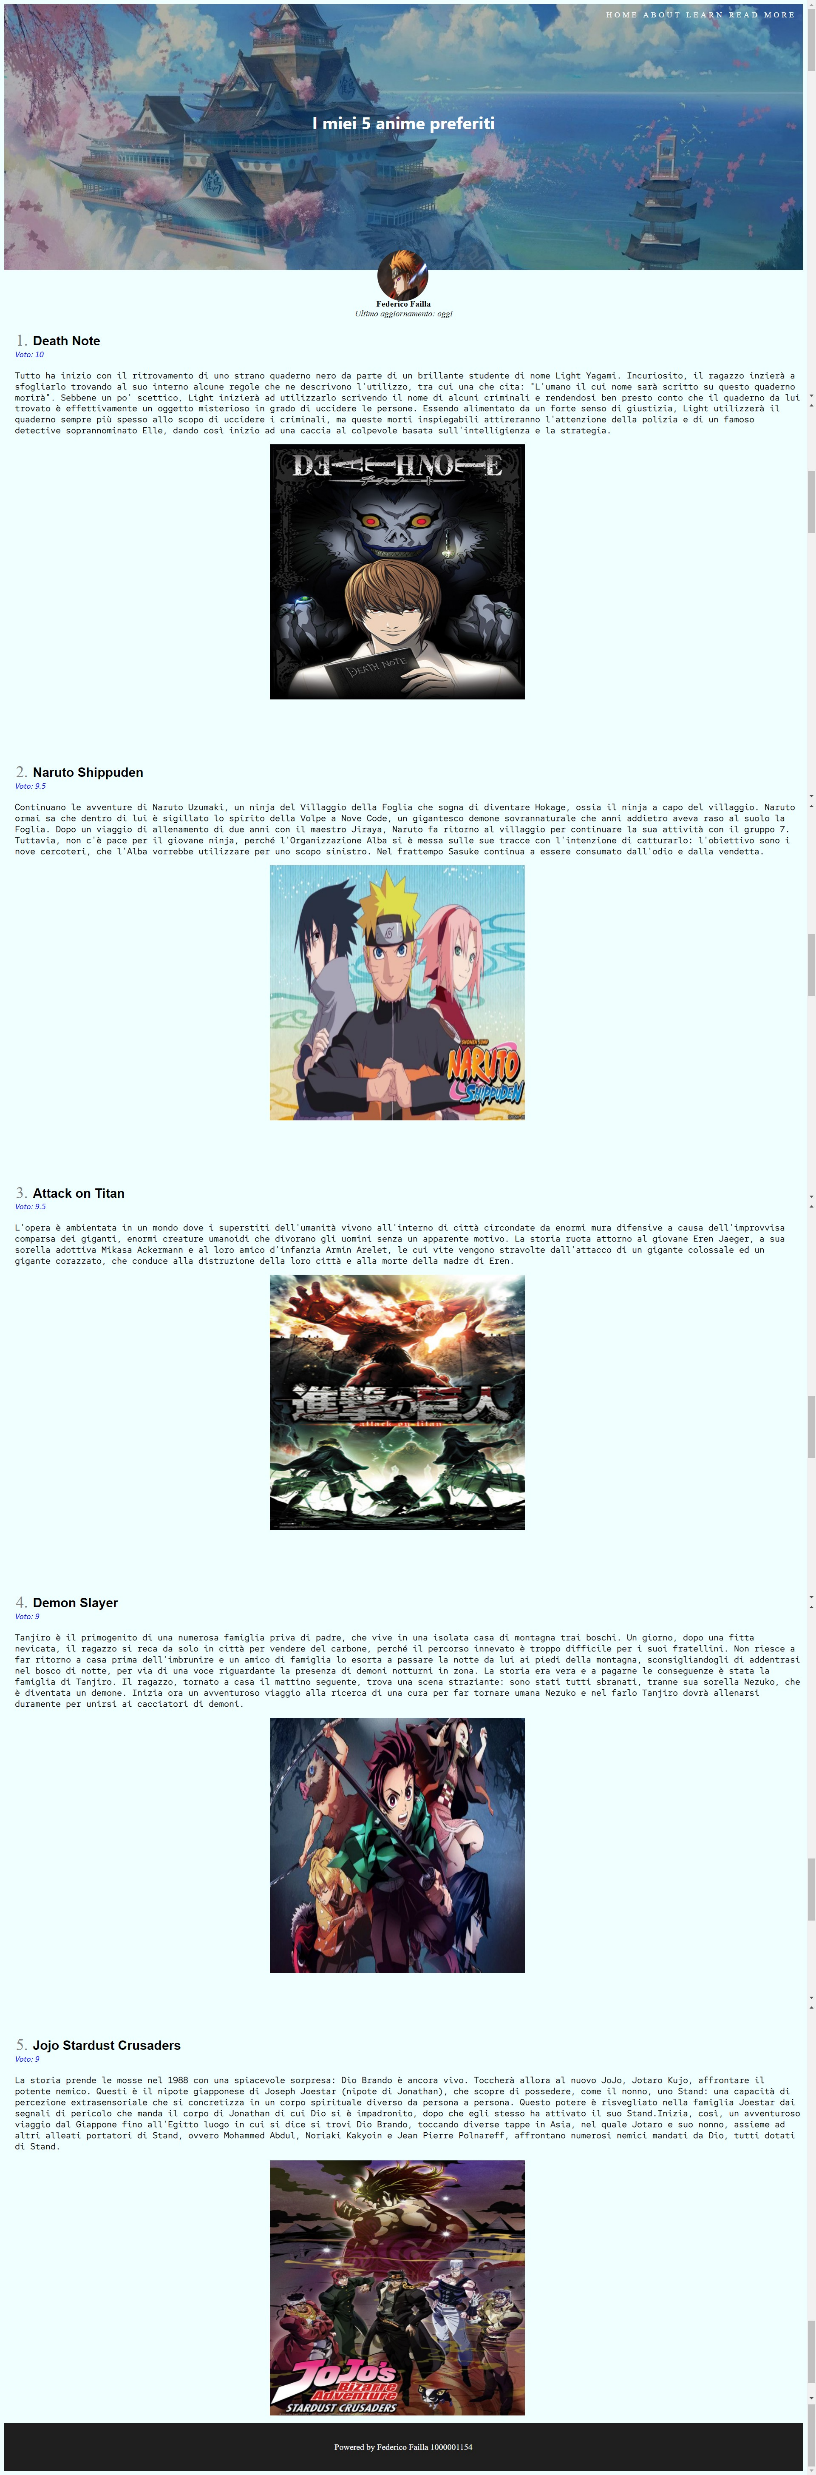 HOME ABOUT LEARN READ MORE
I miei 5 anime preferiti
Federico Failla
Ultimo aggiornamento: oggi
1. Death Note
Voto: 10
Tutto ha inizio con il ritrovamento di uno strano quaderno nero da parte di un brillante studente di nome Light Yagami. Incuriosito, il ragazzo inzierà a
sfogliarlo trovando al suo interno alcune regole che ne descrivono l'utilizzo, tra cui una che cita: "L'umano il cui nome sarà scritto su questo quaderno
morirà". Sebbene un po' scettico, Light inizierà ad utilizzarlo scrivendo il nome di alcuni criminali e rendendosi ben presto conto che il quaderno da lui
trovato è effettivamente un oggetto misterioso in grado di uccidere le persone. Essendo alimentato da un forte senso di giustizia, Light utilizzerà il
quaderno sempre più spesso allo scopo di uccidere i criminali, ma queste morti inspiegabili attireranno l'attenzione della polizia e di un famoso
detective soprannominato Elle, dando così inizio ad una caccia al colpevole basata sull'intelligienza e la strategia.
DEATH NOTE
DEATH NOTE
2. Naruto Shippuden
Voto: 9.5
Continuano le avventure di Naruto Uzumaki, un ninja del Villaggio della Foglia che sogna di diventare Hokage, ossia il ninja a capo del villaggio. Naruto
ormai sa che dentro di lui è sigillato lo spirito della Volpe a Nove Code, un gigantesco demone sovrannaturale che anni addietro aveva raso al suolo la
Foglia. Dopo un viaggio di allenamento di due anni con il maestro Jiraya, Naruto fa ritorno al villaggio per continuare la sua attività con il gruppo 7.
Tuttavia, non c'è pace per il giovane ninja, perché l'Organizzazione Alba si è messa sulle sue tracce con l'intenzione di catturarlo: l'obiettivo sono i
nove cercoteri, che l'Alba vorrebbe utilizzare per uno scopo sinistro. Nel frattempo Sasuke continua a essere consumato dall'odio e dalla vendetta.
SHONEN JUMP
NARUTO
SHIPPUDEN
3. Attack on Titan
Voto: 9.5
L'opera è ambientata in un mondo dove i superstiti dell'umanità vivono all'interno di città circondate da enormi mura difensive a causa dell'improvvisa
comparsa dei giganti, enormi creature umanoidi che divorano gli uomini senza un apparente motivo. La storia ruota attorno al giovane Eren Jaeger, a sua
sorella adottiva Mikasa Ackermann e al loro amico d'infanzia Armin Arelet, le cui vite vengono stravolte dall'attacco di un gigante colossale ed un
gigante corazzato, che conduce alla distruzione della loro città e alla morte della madre di Eren.
進撃の巨人
attack on titan
4. Demon Slayer
Voto: 9
Tanjiro è il primogenito di una numerosa famiglia priva di padre, che vive in una isolata casa di montagna trai boschi. Un giorno, dopo una fitta
nevicata, il ragazzo si reca da solo in città per vendere del carbone, perché il percorso innevato è troppo difficile per i suoi fratellini. Non riesce a
far ritorno a casa prima dell'imbrunire e un amico di famiglia lo esorta a passare la notte da lui ai piedi della montagna, sconsigliandogli di addentrasi
nel bosco di notte, per via di una voce riguardante la presenza di demoni notturni in zona. La storia era vera e a pagarne le conseguenze è stata la
famiglia di Tanjiro. Il ragazzo, tornato a casa il mattino seguente, trova una scena straziante: sono stati tutti sbranati, tranne sua sorella Nezuko, che
è diventata un demone. Inizia ora un avventuroso viaggio alla ricerca di una cura per far tornare umana Nezuko e nel farlo Tanjiro dovrà allenarsi
duramente per unirsi ai cacciatori di demoni.
5. Jojo Stardust Crusaders
Voto: 9
La storia prende le mosse nel 1988 con una spiacevole sorpresa: Dio Brando è ancora vivo. Toccherà allora al nuovo JoJo, Jotaro Kujo, affrontare il
potente nemico. Questi è il nipote giapponese di Joseph Joestar (nipote di Jonathan), che scopre di possedere, come il nonno, uno Stand: una capacità di
percezione extrasensoriale che si concretizza in un corpo spirituale diverso da persona a persona. Questo potere è risvegliato nella famiglia Joestar dai
segnali di pericolo che manda il corpo di Jonathan di cui Dio si è impadronito, dopo che egli stesso ha attivato il suo Stand.Inizia, così, un avventuroso
viaggio dal Giappone fino all'Egitto luogo in cui si dice si trovi Dio Brando, toccando diverse tappe in Asia, nel quale Jotaro e suo nonno, assieme ad
altri alleati portatori di Stand, ovvero Mohammed Abdul, Noriaki Kakyoin e Jean Pierre Polnareff, affrontano numerosi nemici mandati da Dio, tutti dotati
di Stand.
JoJo's
Bizarre
Adventure
STARDUST CRUSADERS
Powered by Federico Failla 1000001154